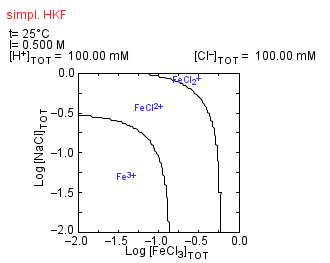 simpl. HKF
t= 25°C
I= 0.500 M
[H⁺]TOT = 100.00 mM [Cl⁻]TOT = 100.00 mM
0.0
FeCl₂⁺
FeCl²⁺
−0.5
Log [NaCl]TOT
−1.0
Fe³⁺
−1.5
−2.0
−2.0 −1.5 −1.0 −0.5 0.0
Log [FeCl₃]TOT